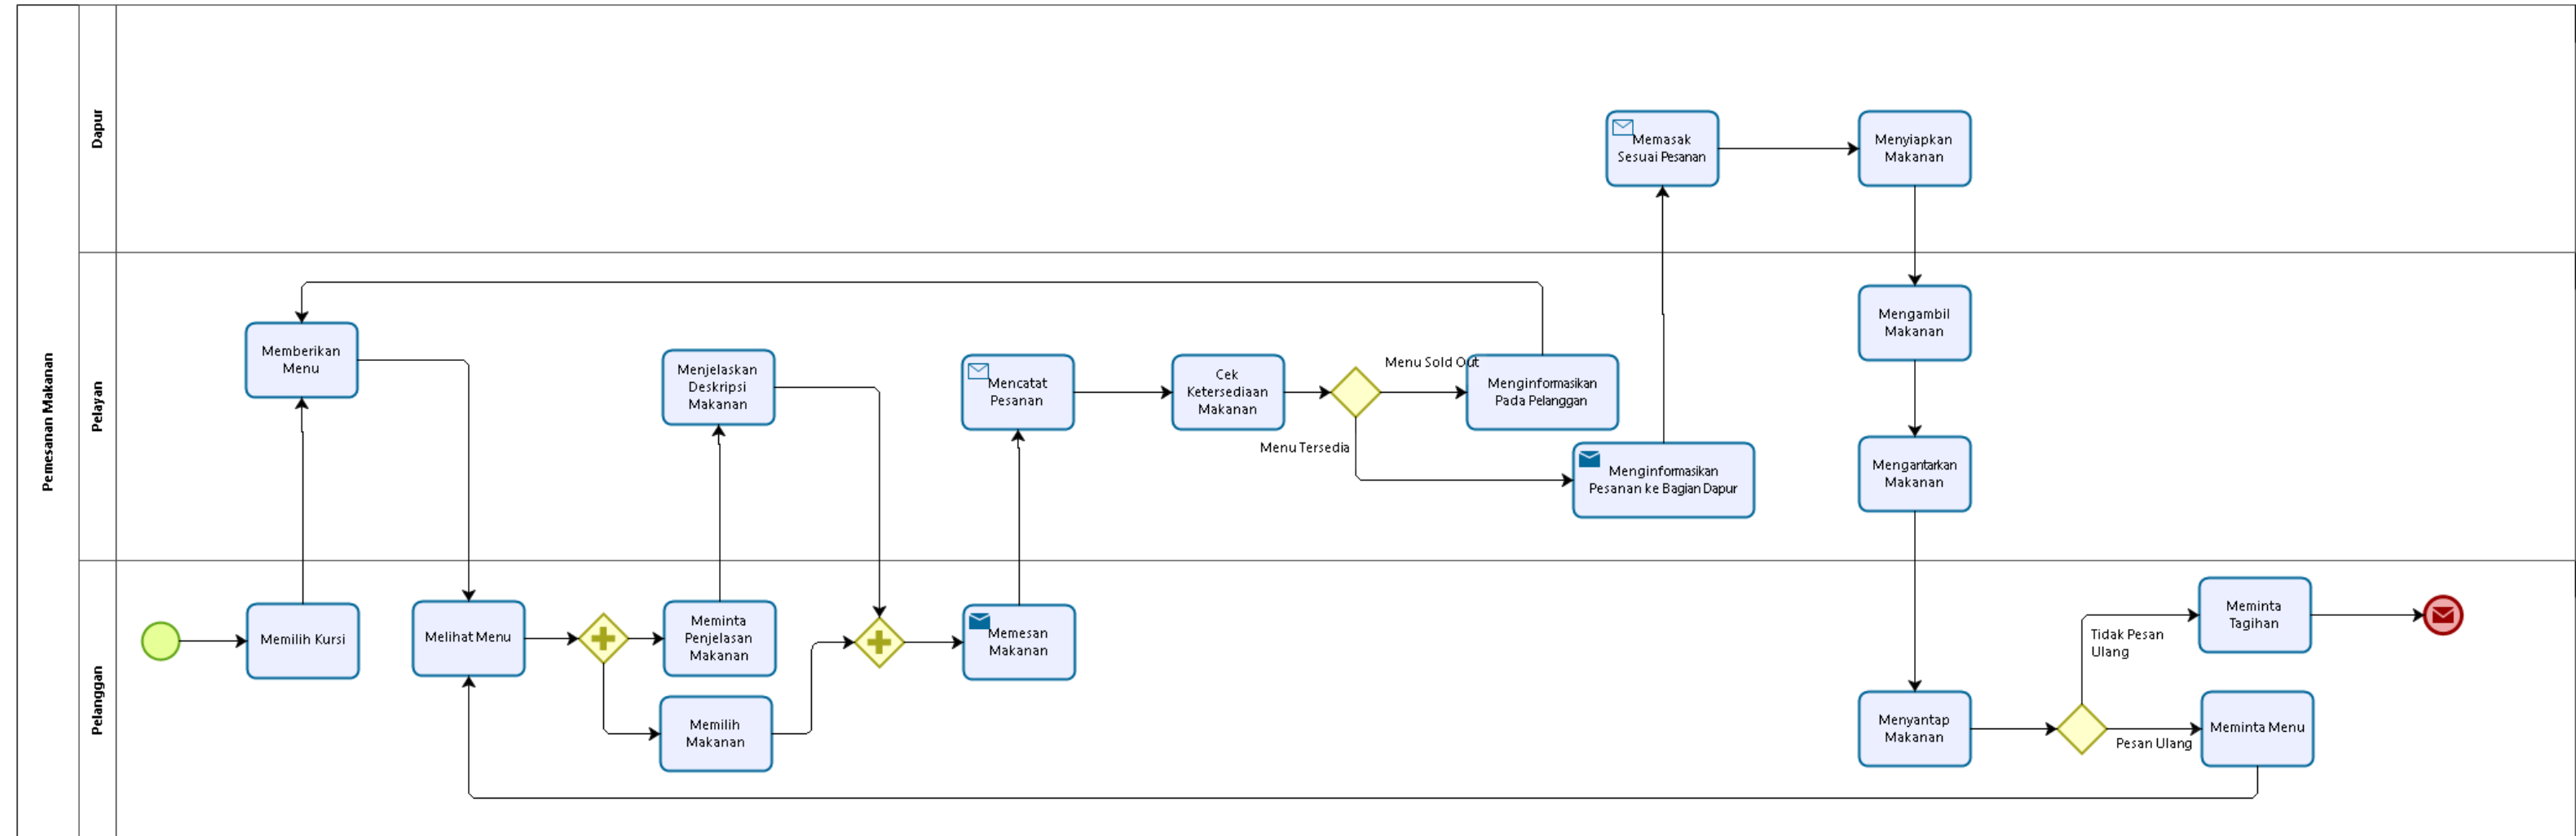 Pemesanan Makanan
Dapur
Memasak
Sesuai Pesanan
Menyiapkan
Makanan
Pelayan
Memberikan
Menu
Menjelaskan
Deskripsi
Makanan
Mencatat
Pesanan
Cek
Ketersediaan
Makanan
Menu Sold Out
Menu Tersedia
Menginformasikan
Pada Pelanggan
Menginformasikan
Pesanan ke Bagian Dapur
Mengambil
Makanan
Mengantarkan
Makanan
Pelanggan
Memilih Kursi
Melihat Menu
Meminta
Penjelasan
Makanan
Memilih
Makanan
Memesan
Makanan
Menyantap
Makanan
Tidak Pesan
Ulang
Pesan Ulang
Meminta
Tagihan
Meminta Menu